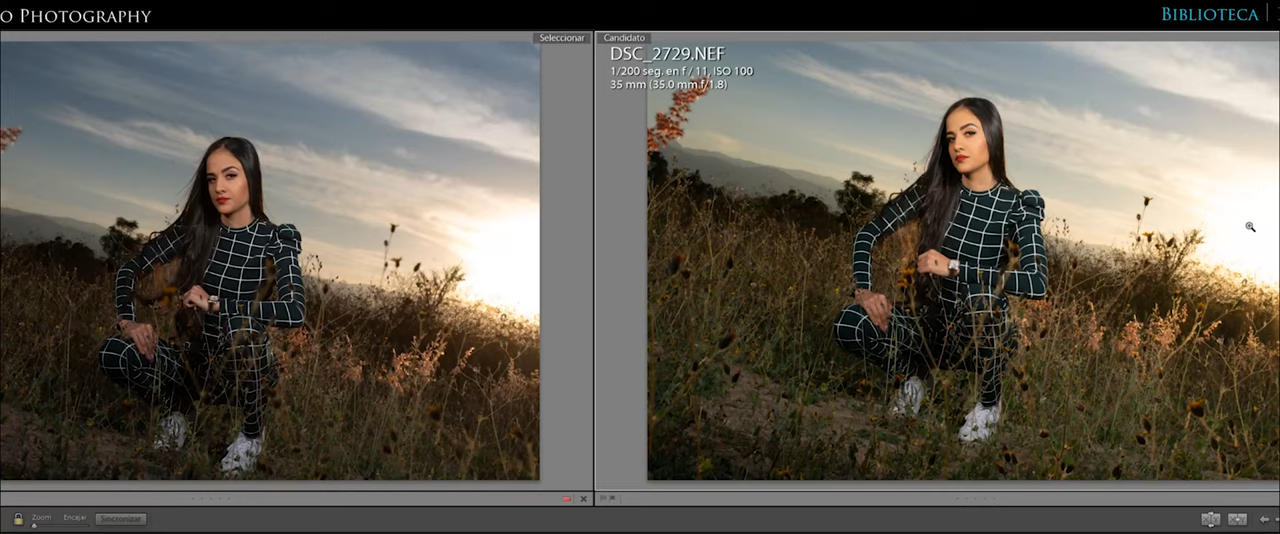 O PHOTOGRAPHY
BIBLIOTECA
Seleccionar
Candidato
DSC_2729.NEF
1/200 seg. en f / 11, ISO 100
35 mm (35.0 mm f/1.8)
Zoom
Encajar
Sincronizar